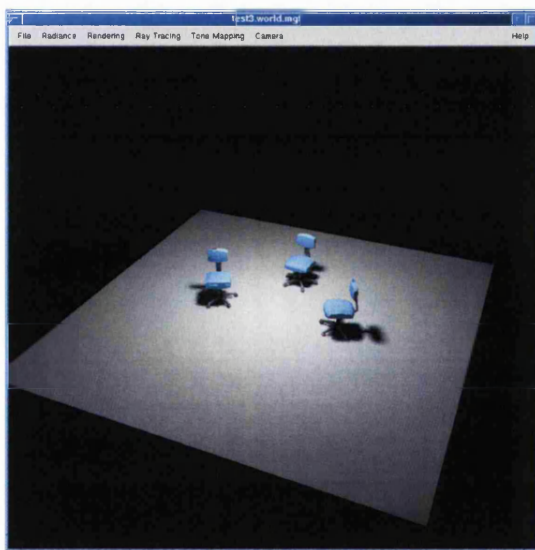 test3.world.mgf
File Radiance Rendering Ray Tracing Tone Mapping Camera Help